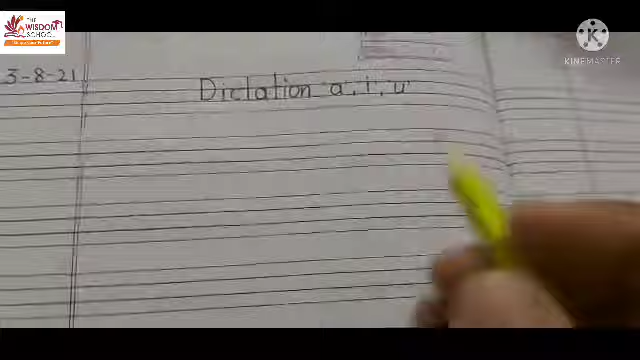 THE
WISDOM
SCHOOL
KINEMASTER
3-8-21
Dictation a, i, u